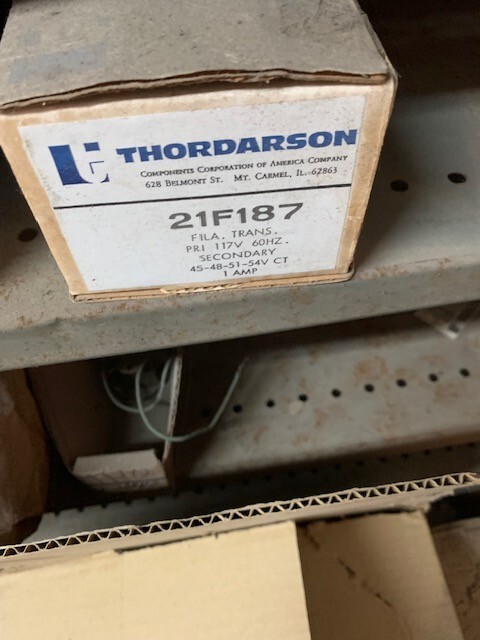 THORDARSON
COMPONENTS CORPORATION OF AMERICA COMPANY
628 BELMONT ST. MT. CARMEL, IL. 62863
21F187
FILA. TRANS.
PRI 117V 60HZ.
SECONDARY
45-48-51-54V CT
1 AMP